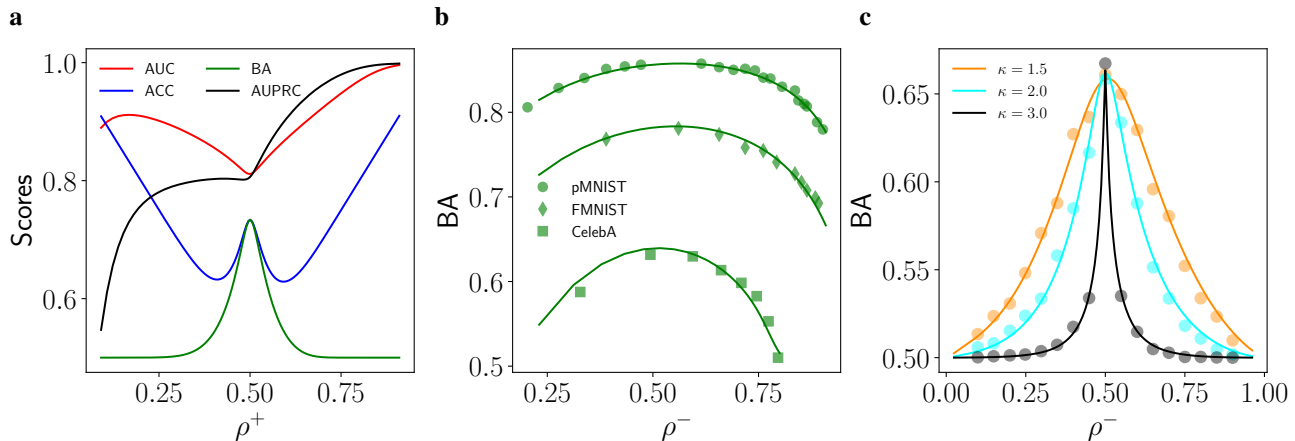 a
Scores
1.0
0.8
0.6
AUC
ACC
BA
AUPRC
0.25
0.50
0.75
ρ⁺
b
BA
0.8
0.7
0.6
0.5
pMNIST
FMNIST
CelebA
0.25
0.50
0.75
ρ⁻
c
BA
0.65
0.60
0.55
0.50
κ = 1.5
κ = 2.0
κ = 3.0
0.00
0.25
0.50
0.75
1.00
ρ⁻